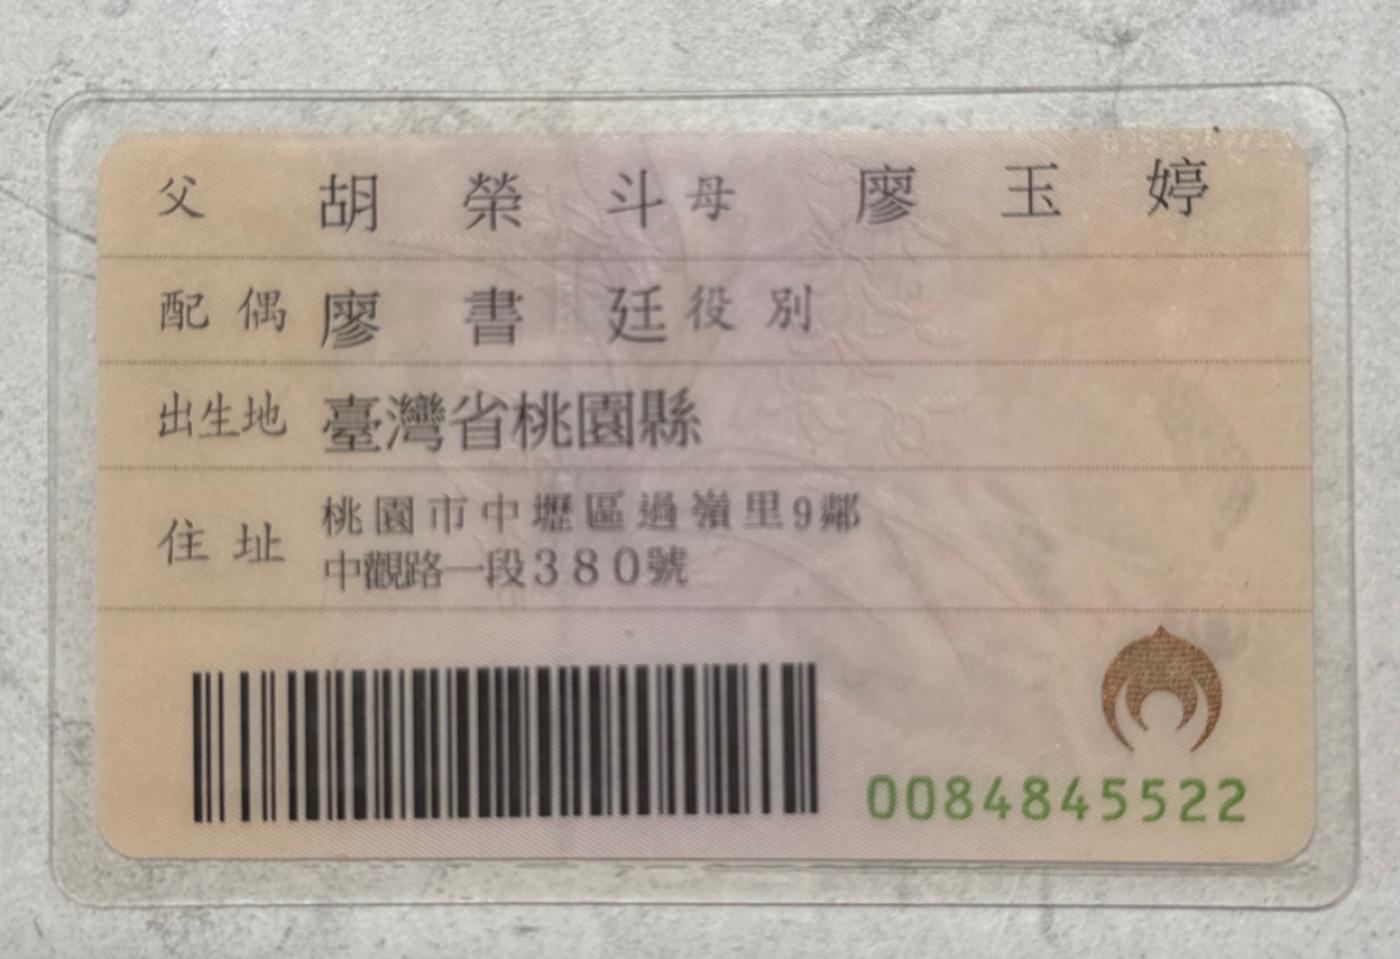 父 胡榮斗 母 廖玉婷
配偶 廖書廷 役別
出生地 臺灣省桃園縣
住址 桃園市中壢區過嶺里9鄰
中觀路一段380號
0084845522